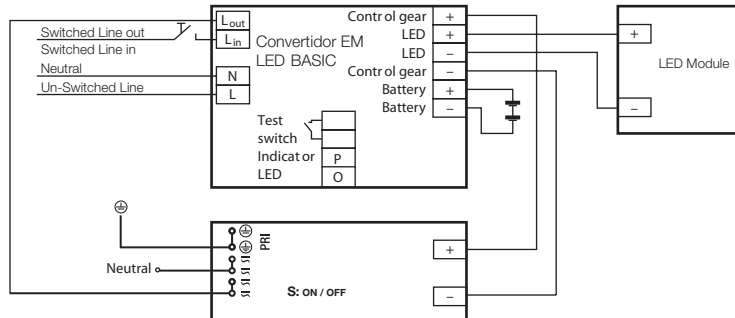 Switched Line out
Switched Line in
Neutral
Un-Switched Line
Lout
Lin
N
L
Convertidor EM
LED BASIC
Control gear +
LED +
LED –
Control gear –
Battery +
Battery –
Test
switch
Indicator P
LED O
+
–
LED Module
PRI
Neutral
S: ON / OFF
+
–